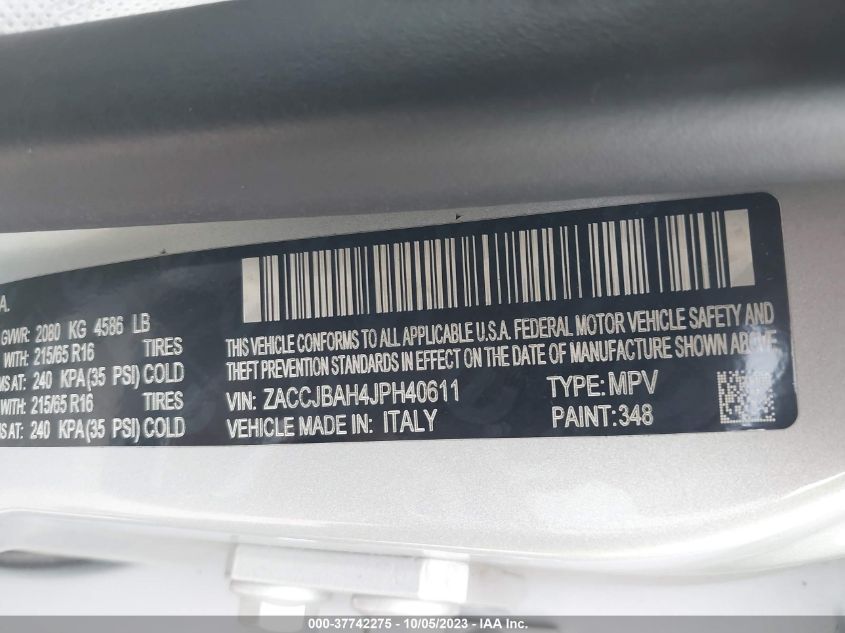 A.
GVWR: 2080 KG 4586 LB
WITH: 215/65 R16 TIRES
MS AT: 240 KPA(35 PSI) COLD
WITH: 215/65 R16 TIRES
S AT: 240 KPA(35 PSI) COLD
THIS VEHICLE CONFORMS TO ALL APPLICABLE U.S.A. FEDERAL MOTOR VEHICLE SAFETY AND
THEFT PREVENTION STANDARDS IN EFFECT ON THE DATE OF MANUFACTURE SHOWN ABOVE.
VIN: ZACCJBAH4JPH40611 TYPE: MPV
VEHICLE MADE IN: ITALY PAINT:348
000-37742275 - 10/05/2023 - IAA Inc.